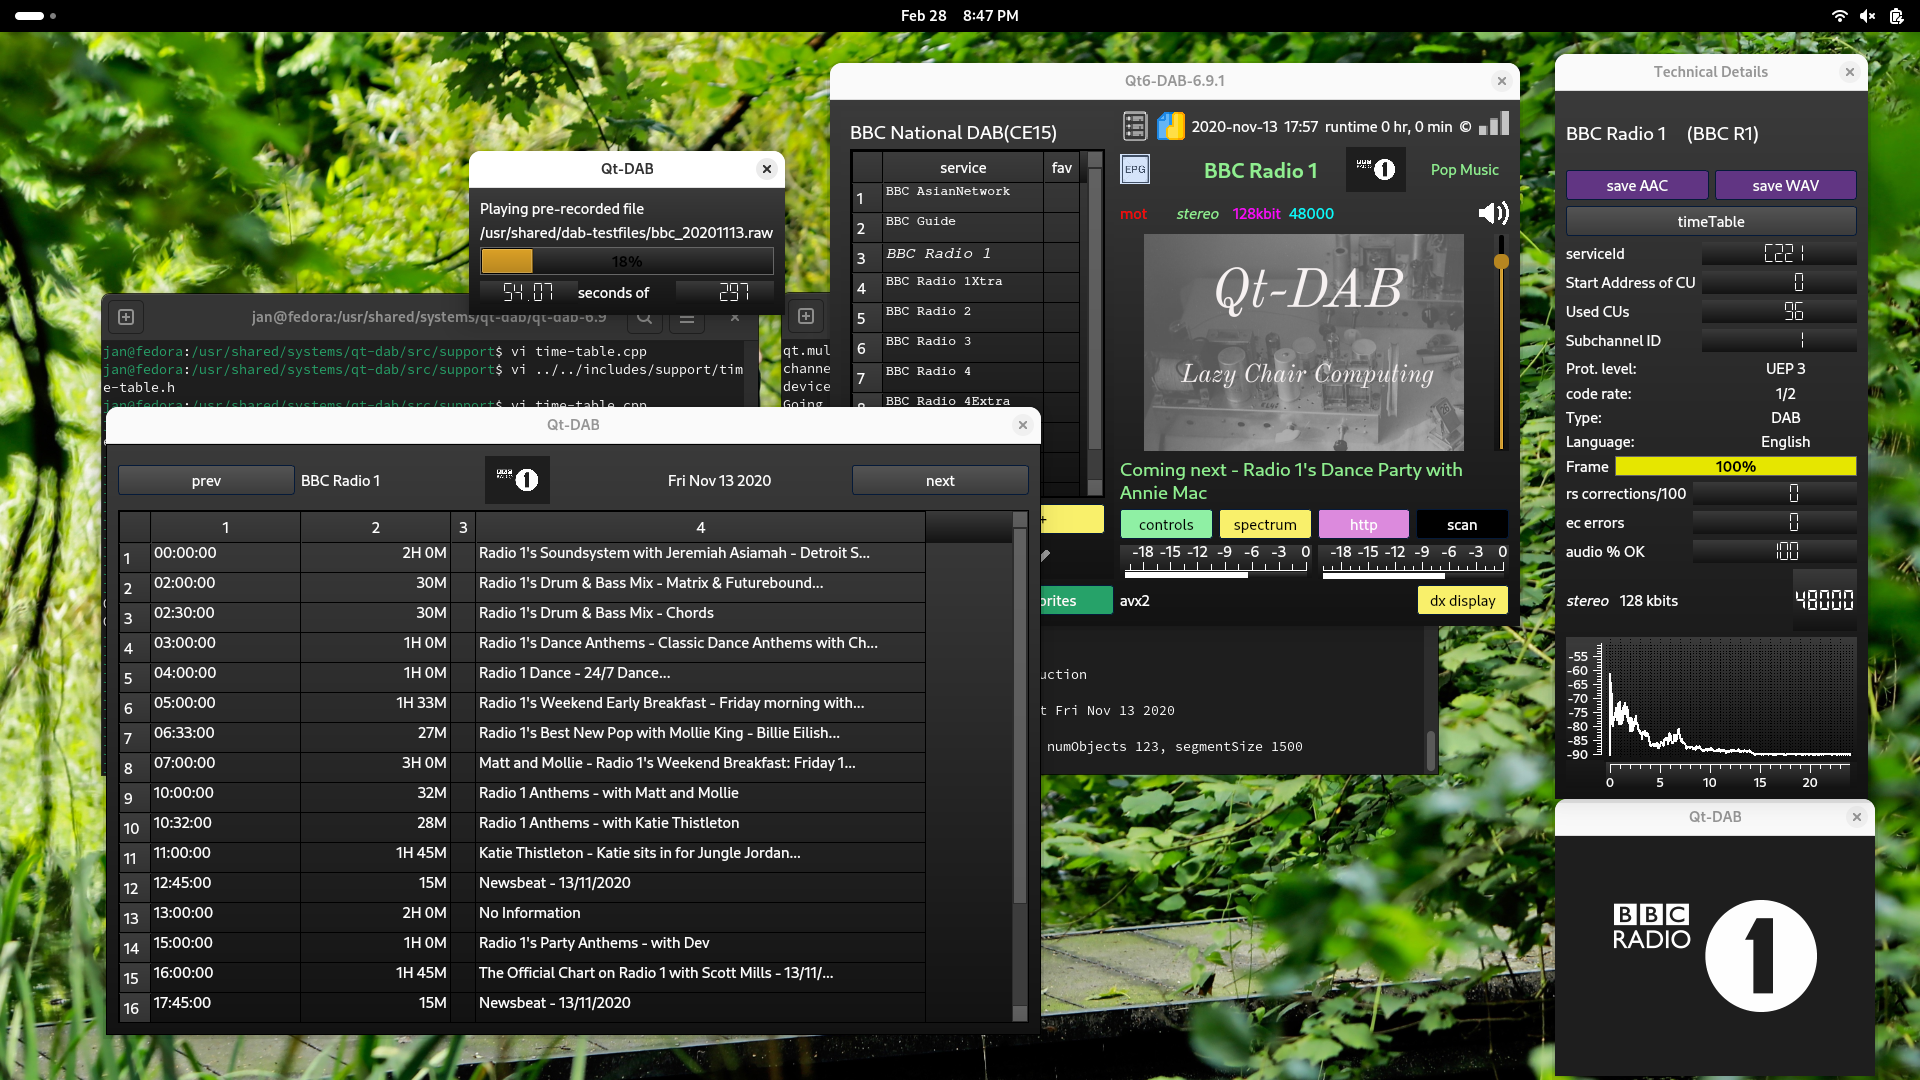 Feb 28 8:47 PM
Qt-DAB
Playing pre-recorded file
/usr/shared/dab-testfiles/bbc_20201113.raw
18%
54.07 seconds of 297
jan@fedora:/usr/shared/systems/qt-dab/qt-dab-6.9
jan@fedora:/usr/shared/systems/qt-dab/src/support$ vi time-table.cpp
jan@fedora:/usr/shared/systems/qt-dab/src/support$ vi ../../includes/support/tim
e-table.h
jan@fedora:/usr/shared/systems/qt-dab/src/support$ vi time-table.cpp
qt.mul
channe
device
Going
uction
t Fri Nov 13 2020
numObjects 123, segmentSize 1500
Qt6-DAB-6.9.1
BBC National DAB(CE15)
2020-nov-13 17:57 runtime 0 hr, 0 min ©
service fav
1 BBC AsianNetwork
2 BBC Guide
3 BBC Radio 1
4 BBC Radio 1Xtra
5 BBC Radio 2
6 BBC Radio 3
7 BBC Radio 4
BBC Radio 4Extra
EPG BBC Radio 1 1 Pop Music
mot stereo 128kbit 48000
Qt-DAB
Lazy Chair Computing
Coming next - Radio 1's Dance Party with
Annie Mac
+
controls spectrum http scan
-18 -15 -12 -9 -6 -3 0 -18 -15 -12 -9 -6 -3 0
orites avx2 dx display
Qt-DAB
prev BBC Radio 1 1 Fri Nov 13 2020 next
1 2 3 4
1 00:00:00 2H 0M Radio 1's Soundsystem with Jeremiah Asiamah - Detroit S...
2 02:00:00 30M Radio 1's Drum & Bass Mix - Matrix & Futurebound...
3 02:30:00 30M Radio 1's Drum & Bass Mix - Chords
4 03:00:00 1H 0M Radio 1's Dance Anthems - Classic Dance Anthems with Ch...
5 04:00:00 1H 0M Radio 1 Dance - 24/7 Dance...
6 05:00:00 1H 33M Radio 1's Weekend Early Breakfast - Friday morning with...
7 06:33:00 27M Radio 1's Best New Pop with Mollie King - Billie Eilish...
8 07:00:00 3H 0M Matt and Mollie - Radio 1's Weekend Breakfast: Friday 1...
9 10:00:00 32M Radio 1 Anthems - with Matt and Mollie
10 10:32:00 28M Radio 1 Anthems - with Katie Thistleton
11 11:00:00 1H 45M Katie Thistleton - Katie sits in for Jungle Jordan...
12 12:45:00 15M Newsbeat - 13/11/2020
13 13:00:00 2H 0M No Information
14 15:00:00 1H 0M Radio 1's Party Anthems - with Dev
15 16:00:00 1H 45M The Official Chart on Radio 1 with Scott Mills - 13/11/...
16 17:45:00 15M Newsbeat - 13/11/2020
Technical Details
BBC Radio 1 (BBC R1)
save AAC save WAV
timeTable
serviceId C221
Start Address of CU 0
Used CUs 96
Subchannel ID 1
Prot. level: UEP 3
code rate: 1/2
Type: DAB
Language: English
Frame 100%
rs corrections/100 0
ec errors 0
audio % OK 100
stereo 128 kbits 48000
-55
-60
-65
-70
-75
-80
-85
-90
0 5 10 15 20
Qt-DAB
BBC
RADIO
1